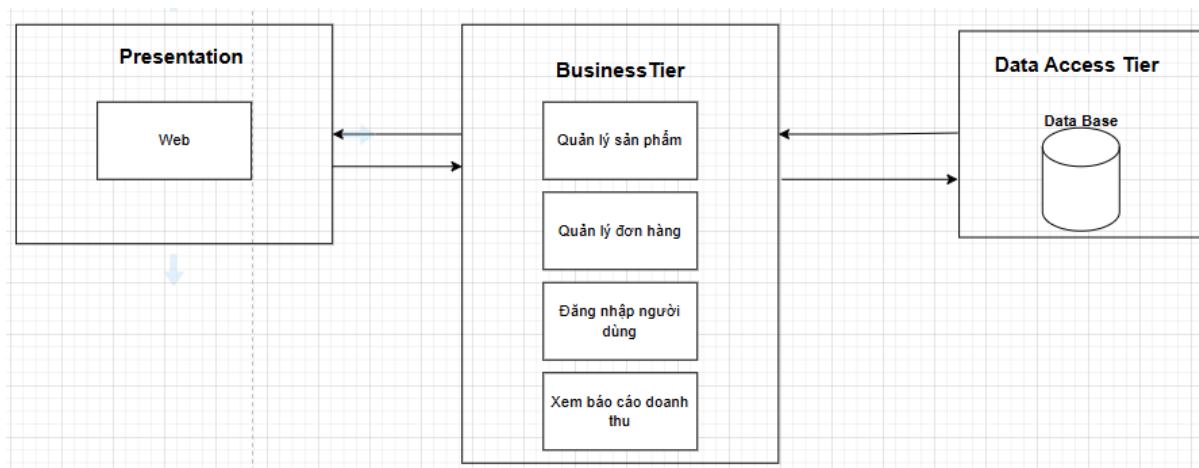 Presentation
Web
BusinessTier
Quản lý sản phẩm
Quản lý đơn hàng
Đăng nhập người
dùng
Xem báo cáo doanh
thu
Data Access Tier
Data Base